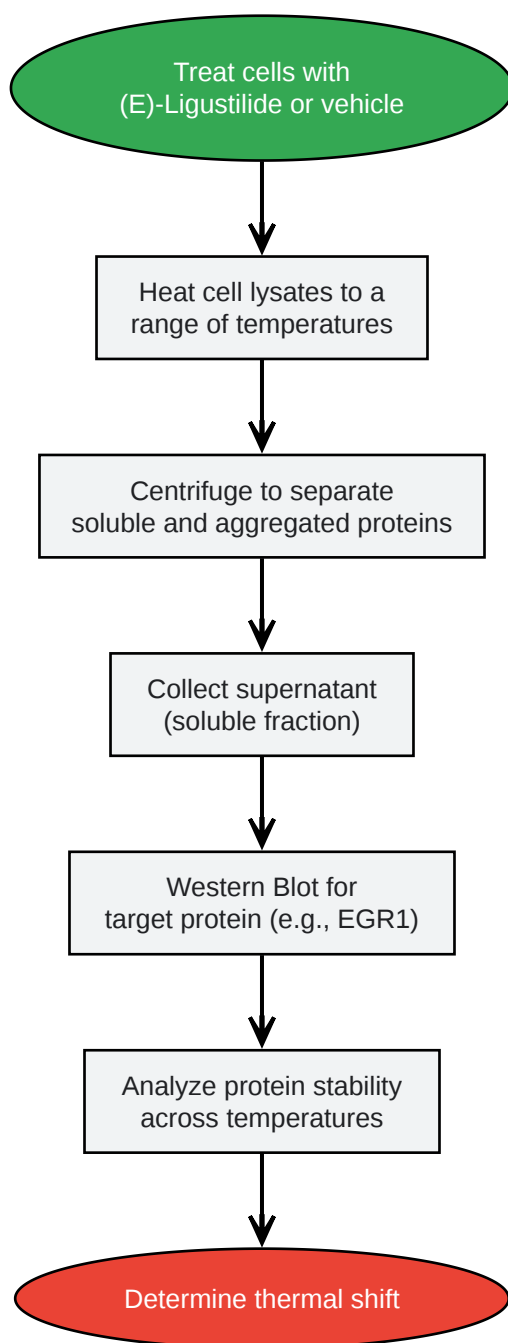 Treat cells with
(E)-Ligustilide or vehicle
Heat cell lysates to a
range of temperatures
Centrifuge to separate
soluble and aggregated proteins
Collect supernatant
(soluble fraction)
Western Blot for
target protein (e.g., EGR1)
Analyze protein stability
across temperatures
Determine thermal shift